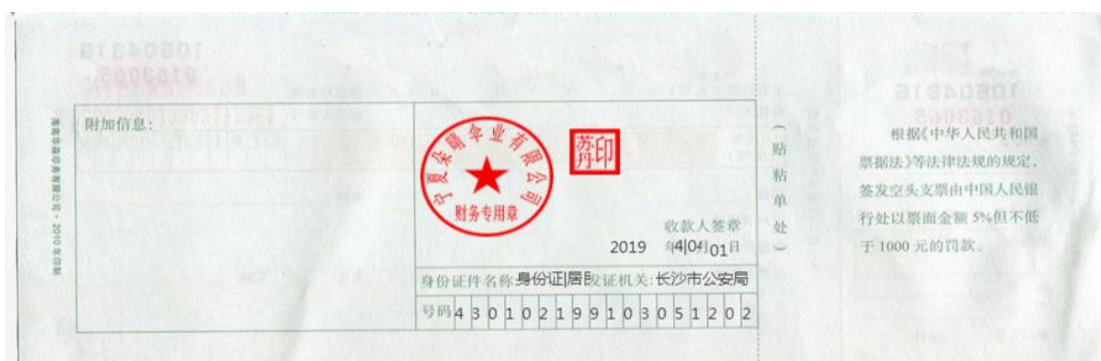 附加信息:
宁夏朵晴伞业有限公司
财务专用章
苏丹印
收款人签章
2019 年4|04月01日
身份证件名称:身份证|居民发证机关:长沙市公安局
号码430102199103051202
(贴粘单处)
根据《中华人民共和国
票据法》等法律法规的规定,
签发空头支票由中国人民银
行处以票面金额5%但不低
于1000元的罚款。